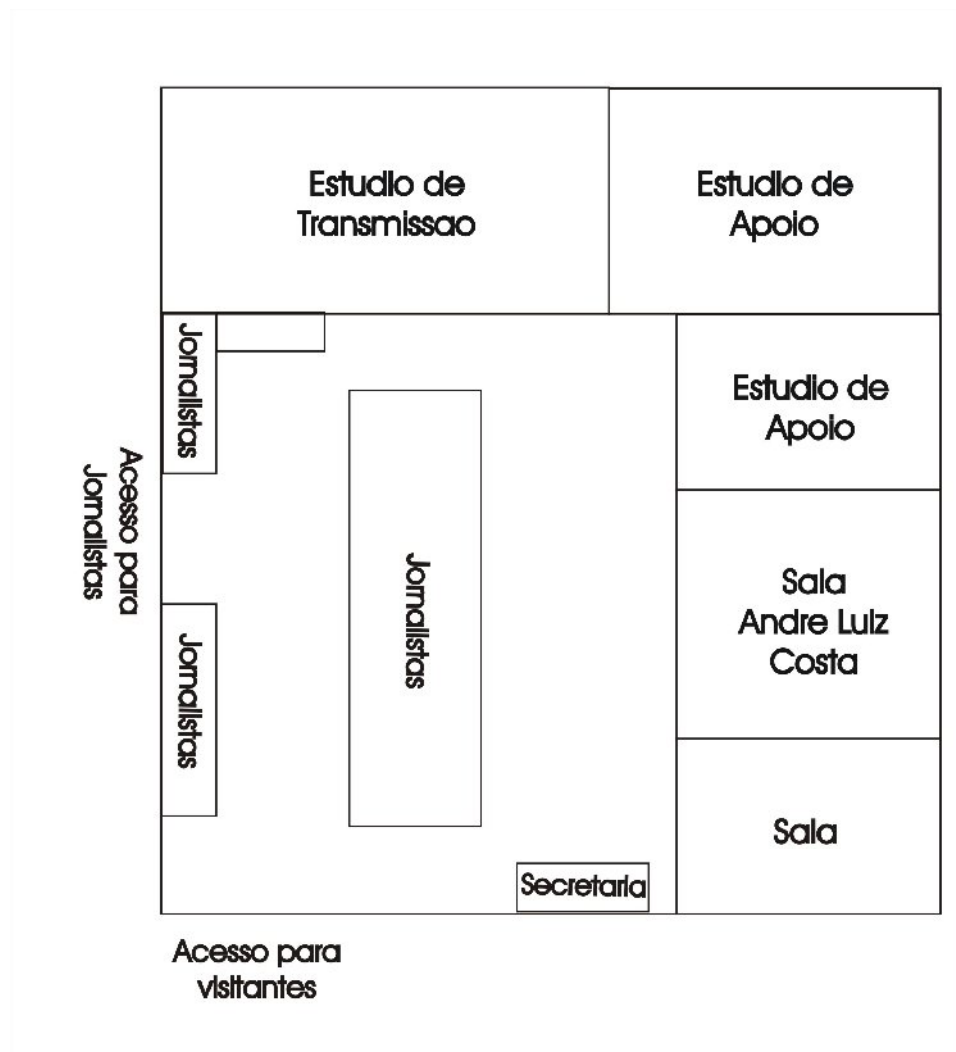 Estudio de
Transmissao
Estudio de
Apoio
Jornalistas
Estudio de
Apoio
Acesso para
Jornalistas
Jornalistas
Sala
Andre Luiz
Costa
Jornalistas
Sala
Secretaria
Acesso para
visitantes